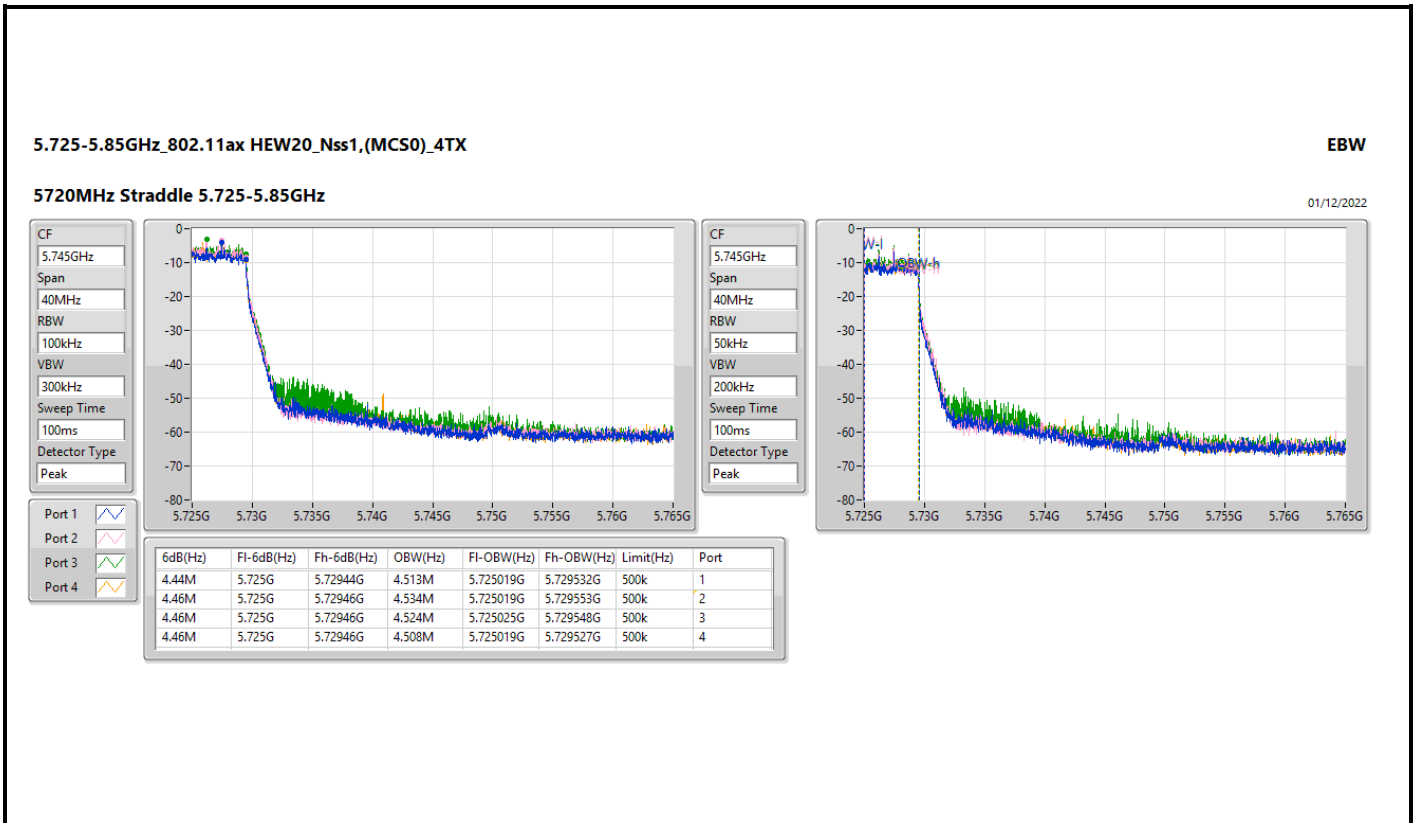 5.725-5.85GHz_802.11ax HEW20_Nss1,(MCS0)_4TX
EBW
5720MHz Straddle 5.725-5.85GHz
01/12/2022
CF
5.745GHz
Span
40MHz
RBW
100kHz
VBW
300kHz
Sweep Time
100ms
Detector Type
Peak
0
-10
-20
-30
-40
-50
-60
-70
-80
5.725G 5.73G 5.735G 5.74G 5.745G 5.75G 5.755G 5.76G 5.765G
CF
5.745GHz
Span
40MHz
RBW
50kHz
VBW
200kHz
Sweep Time
100ms
Detector Type
Peak
0
-10
-20
-30
-40
-50
-60
-70
-80
5.725G 5.73G 5.735G 5.74G 5.745G 5.75G 5.755G 5.76G 5.765G
Port 1
Port 2
Port 3
Port 4
6dB(Hz) Fl-6dB(Hz) Fh-6dB(Hz) OBW(Hz) Fl-OBW(Hz) Fh-OBW(Hz) Limit(Hz) Port
4.44M 5.725G 5.72944G 4.513M 5.725019G 5.729532G 500k 1
4.46M 5.725G 5.72946G 4.534M 5.725019G 5.729553G 500k 2
4.46M 5.725G 5.72946G 4.524M 5.725025G 5.729548G 500k 3
4.46M 5.725G 5.72946G 4.508M 5.725019G 5.729527G 500k 4